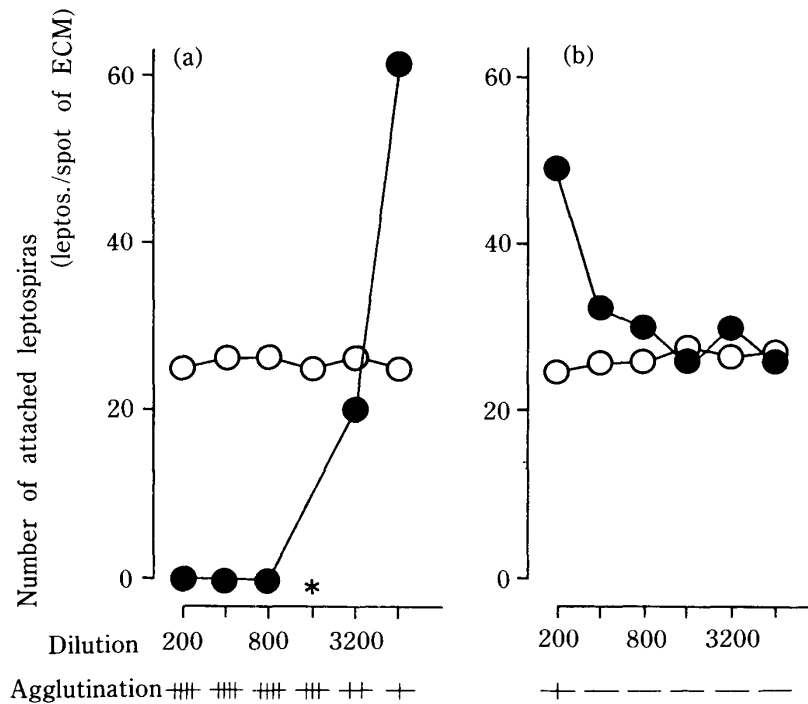 Number of attached leptospiras
(leptos./spot of ECM)
(a)
60
40
20
0
*
(b)
60
40
20
0
Dilution 200 800 3200 200 800 3200
Agglutination ++++ ++++ ++++ +++ ++ + + — — — — —